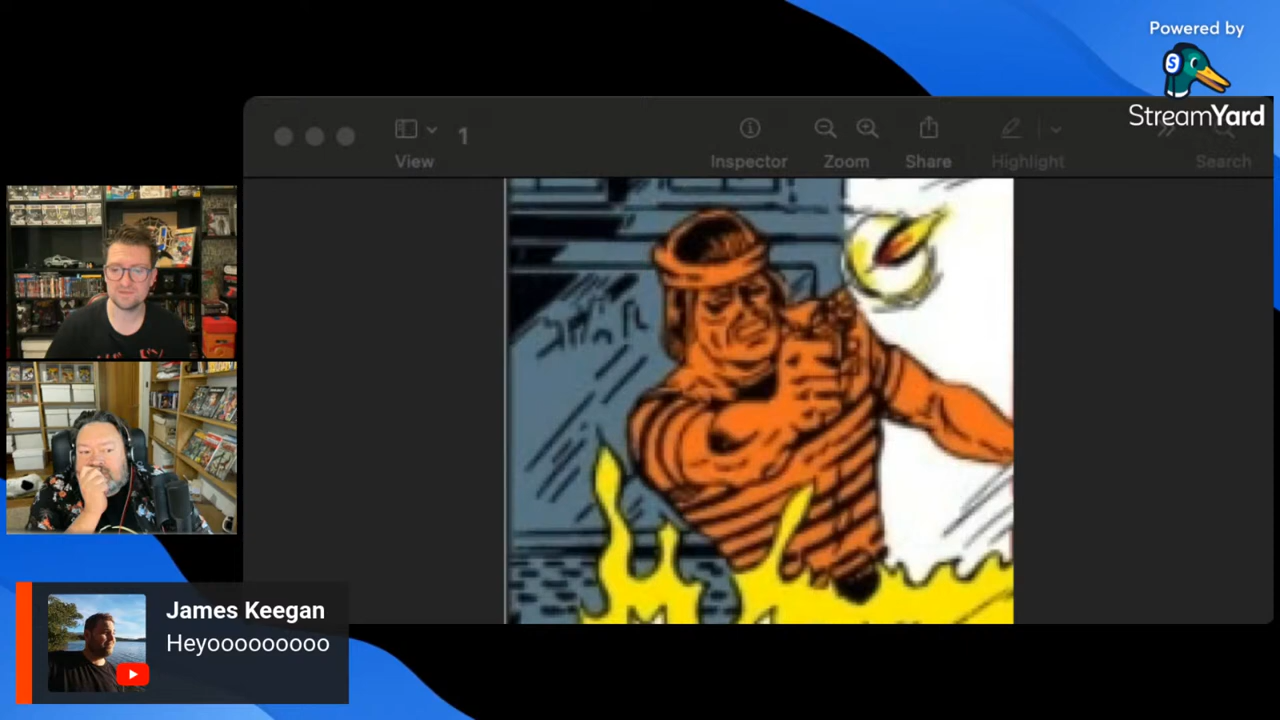 Powered by
StreamYard
1
View
Inspector
Zoom
Share
Highlight
Search
James Keegan
Heyooooooooo